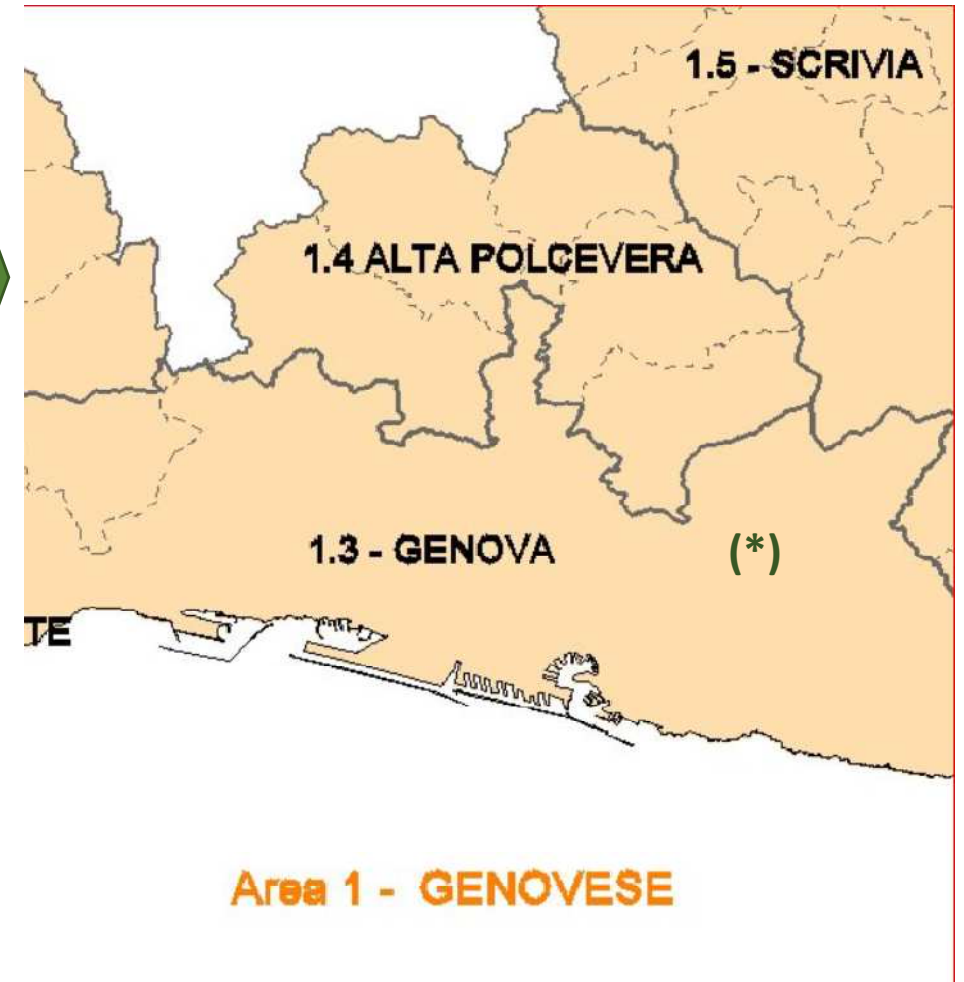 1.5 - SCRIVIA
1.4 ALTA POLCEVERA
1.3 - GENOVA
(*)
TE
Area 1 - GENOVESE